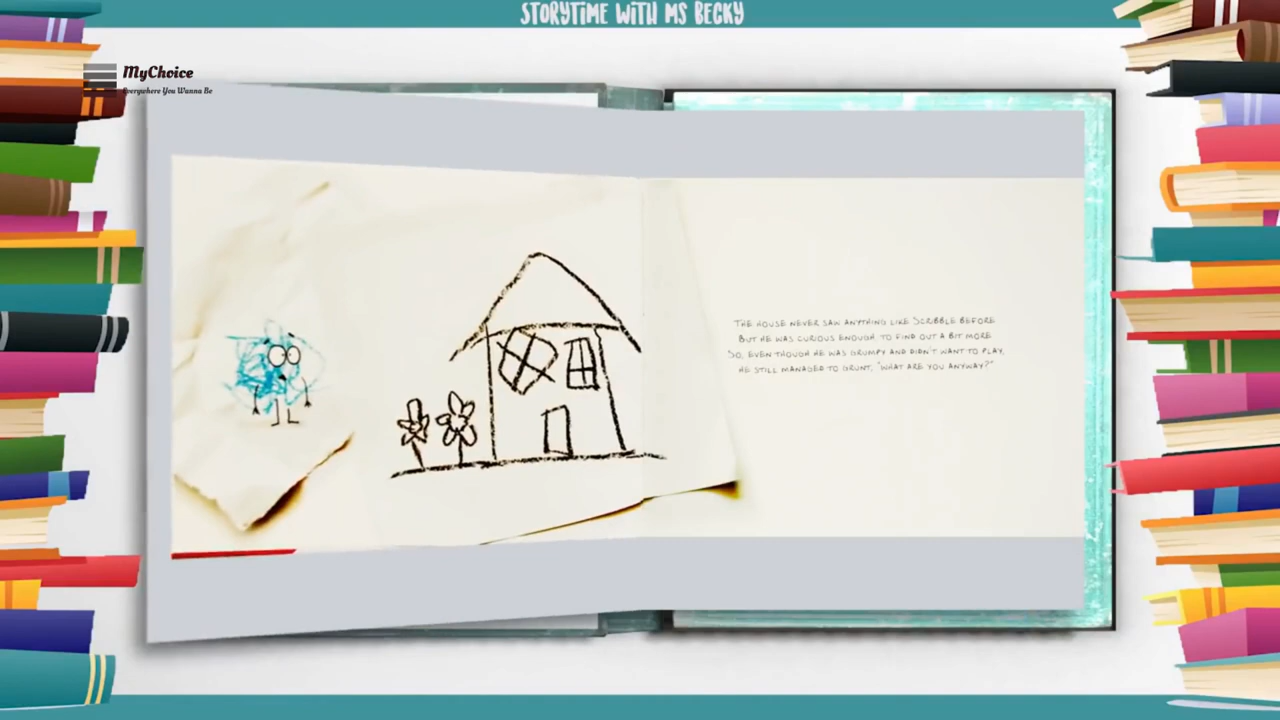 STORYTIME WITH MS BECKY
MyChoice
Everywhere You Wanna Be
THE HOUSE NEVER SAW ANYTHING LIKE SCRIBBLE BEFORE
BUT HE WAS CURIOUS ENOUGH TO FIND OUT A BIT MORE
SO, EVEN THOUGH HE WAS GRUMPY AND DIDN'T WANT TO PLAY,
HE STILL MANAGED TO GRUNT, "WHAT ARE YOU ANYWAY?"